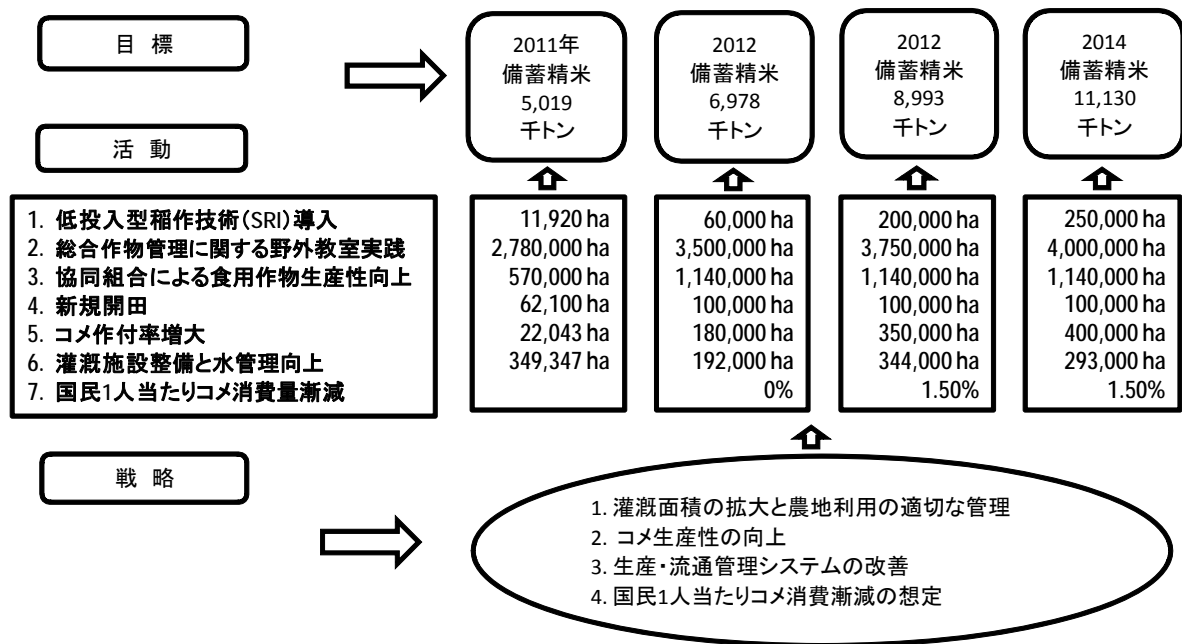 目 標
2011年
備蓄精米
5,019
千トン
2012
備蓄精米
6,978
千トン
2012
備蓄精米
8,993
千トン
2014
備蓄精米
11,130
千トン
活 動
1. 低投入型稲作技術(SRI)導入
2. 総合作物管理に関する野外教室実践
3. 協同組合による食用作物生産性向上
4. 新規開田
5. コメ作付率増大
6. 灌漑施設整備と水管理向上
7. 国民1人当たりコメ消費量漸減
11,920 ha
2,780,000 ha
570,000 ha
62,100 ha
22,043 ha
349,347 ha
60,000 ha
3,500,000 ha
1,140,000 ha
100,000 ha
180,000 ha
192,000 ha
0%
200,000 ha
3,750,000 ha
1,140,000 ha
100,000 ha
350,000 ha
344,000 ha
1.50%
250,000 ha
4,000,000 ha
1,140,000 ha
100,000 ha
400,000 ha
293,000 ha
1.50%
戦 略
1. 灌漑面積の拡大と農地利用の適切な管理
2. コメ生産性の向上
3. 生産・流通管理システムの改善
4. 国民1人当たりコメ消費漸減の想定